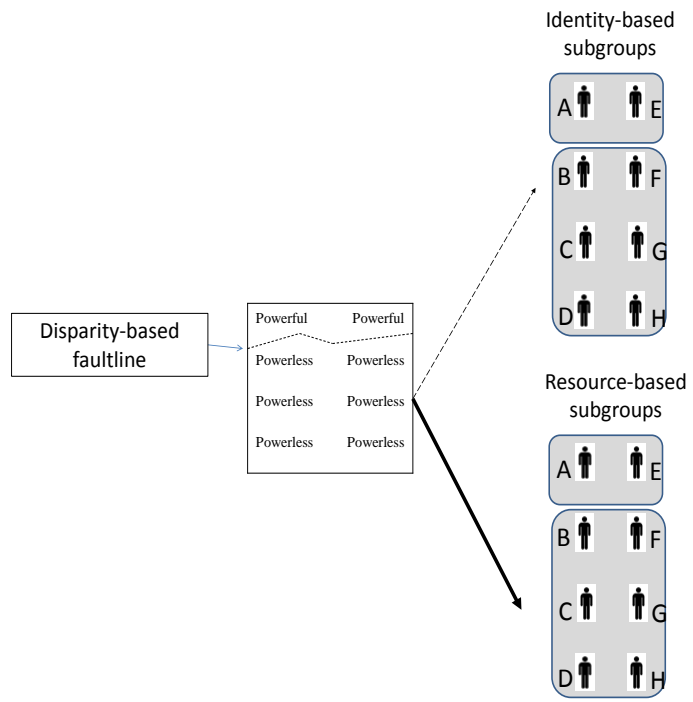 Identity-based
subgroups
A E
B F
C G
D H
Disparity-based
faultline
Powerful Powerful
Powerless Powerless
Powerless Powerless
Powerless Powerless
Resource-based
subgroups
A E
B F
C G
D H